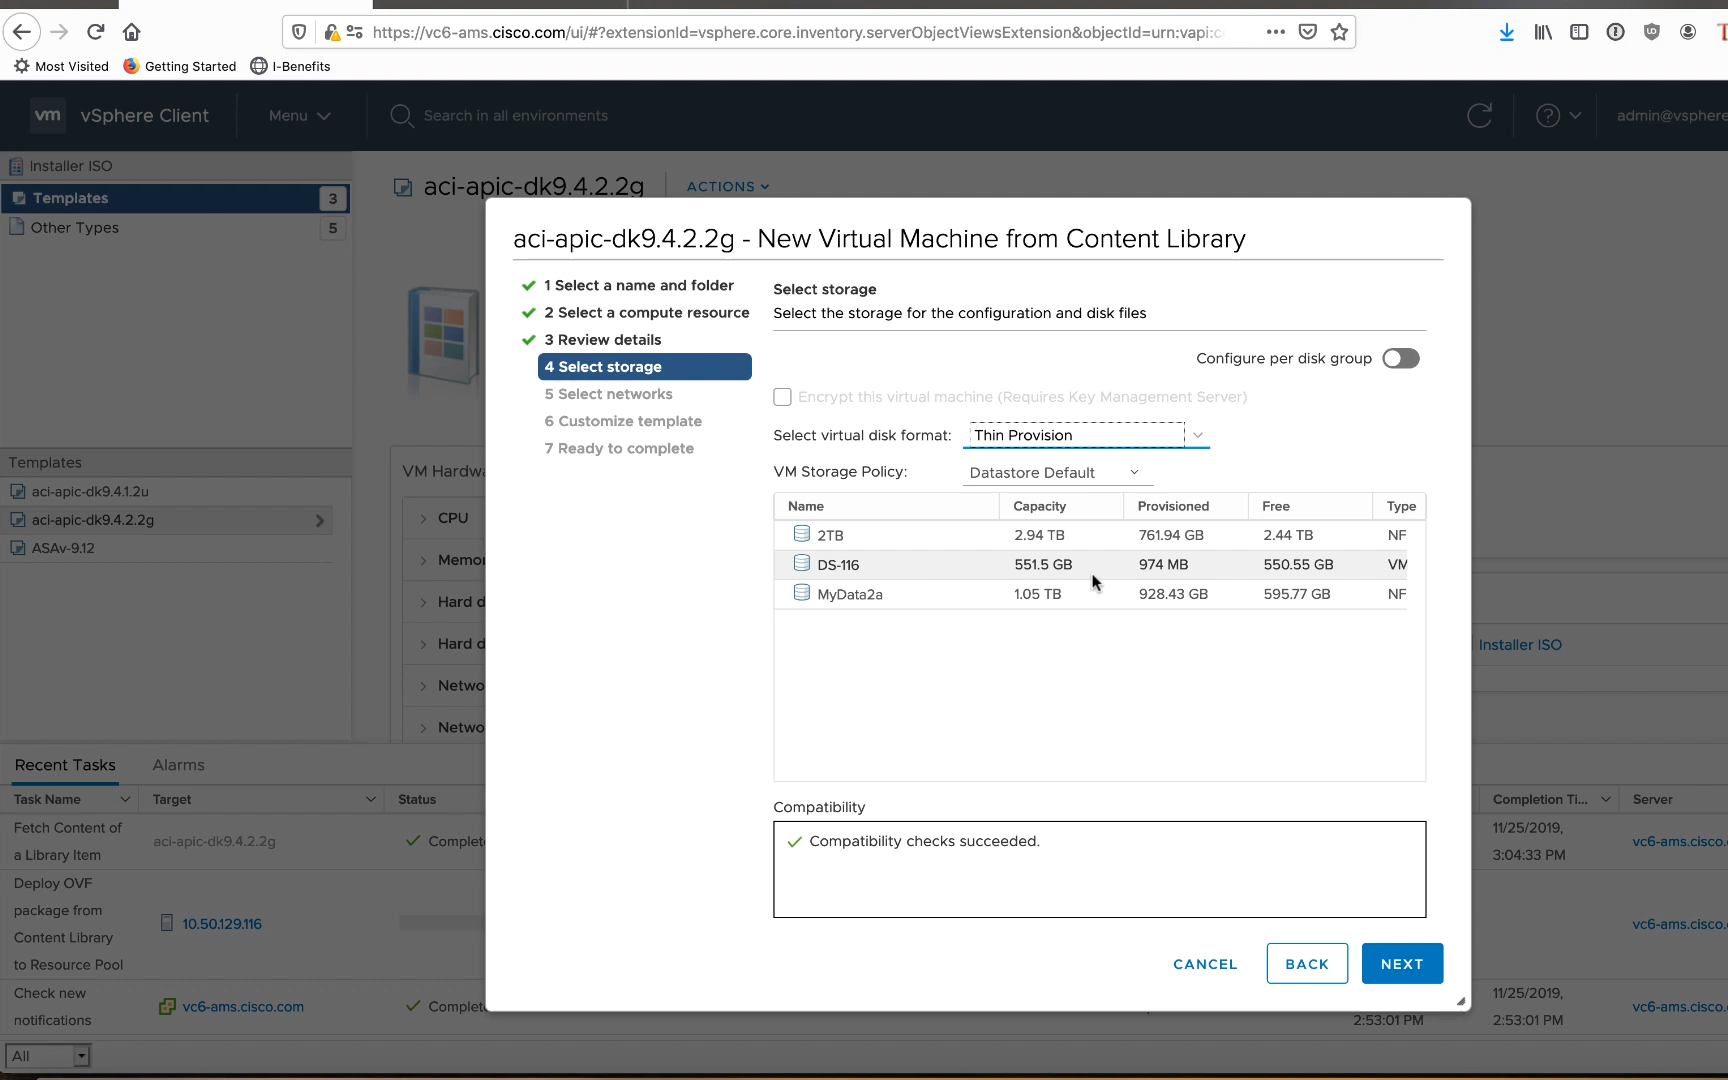 https://vc6-ams.cisco.com/ui/#?extensionId=vsphere.core.inventory.serverObjectViewsExtension&objectId=urn:vapi:c
Most Visited Getting Started I-Benefits
vm vSphere Client Menu Search in all environments admin@vsphere
Installer ISO
Templates 3
Other Types 5
aci-apic-dk9.4.2.2g ACTIONS
aci-apic-dk9.4.2.2g - New Virtual Machine from Content Library
1 Select a name and folder
2 Select a compute resource
3 Review details
4 Select storage
5 Select networks
6 Customize template
7 Ready to complete
Select storage
Select the storage for the configuration and disk files
Configure per disk group
Encrypt this virtual machine (Requires Key Management Server)
Select virtual disk format: Thin Provision
VM Storage Policy: Datastore Default
Name Capacity Provisioned Free Type
2TB 2.94 TB 761.94 GB 2.44 TB NF
DS-116 551.5 GB 974 MB 550.55 GB VM
MyData2a 1.05 TB 928.43 GB 595.77 GB NF
Compatibility
Compatibility checks succeeded.
CANCEL BACK NEXT
Templates
aci-apic-dk9.4.1.2u
aci-apic-dk9.4.2.2g
ASAv-9.12
VM Hardw
CPU
Memo
Hard d
Hard d
Netwo
Netwo
Installer ISO
Recent Tasks Alarms
Task Name Target Status Completion Ti... Server
Fetch Content of
a Library Item
aci-apic-dk9.4.2.2g Complet
11/25/2019,
3:04:33 PM
vc6-ams.cisco.
Deploy OVF
package from
Content Library
to Resource Pool
10.50.129.116
vc6-ams.cisco.
Check new
notifications
vc6-ams.cisco.com Complet
2:53:01 PM
11/25/2019,
2:53:01 PM
vc6-ams.cisco.
All